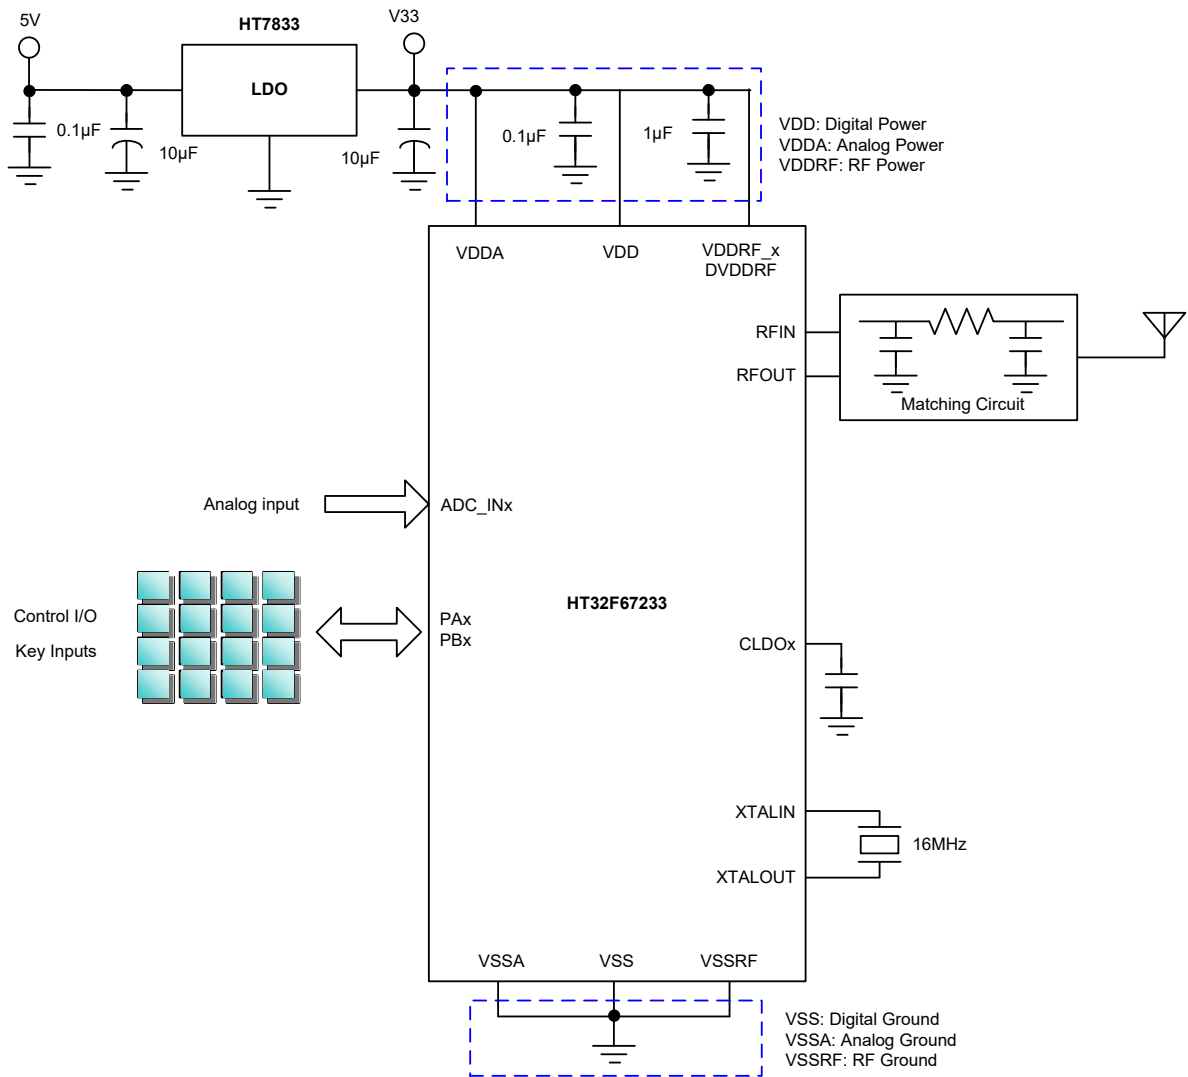 5V
HT7833
V33
LDO
0.1µF
10µF
10µF
0.1µF
1µF
VDD: Digital Power
VDDA: Analog Power
VDDRF: RF Power
VDDA
VDD
VDDRF_x
DVDDRF
RFIN
RFOUT
Matching Circuit
Analog input
ADC_INx
HT32F67233
Control I/O
Key Inputs
PAx
PBx
CLDOx
XTALIN
16MHz
XTALOUT
VSSA
VSS
VSSRF
VSS: Digital Ground
VSSA: Analog Ground
VSSRF: RF Ground